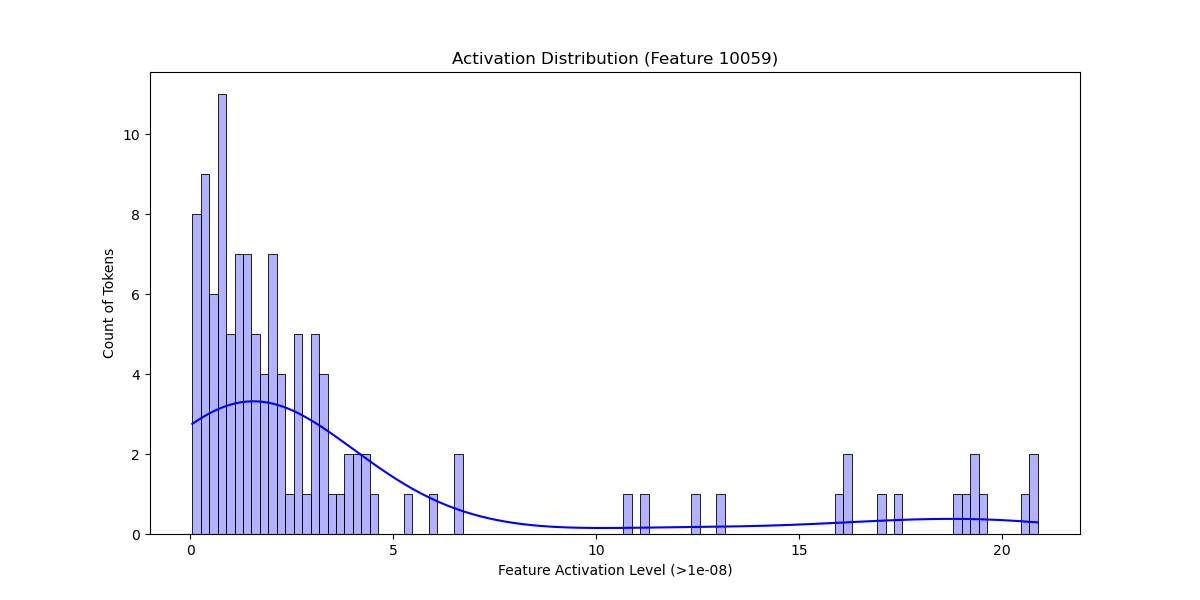 Activation Distribution (Feature 10059)
Count of Tokens
10
8
6
4
2
0
0 5 10 15 20
Feature Activation Level (>1e-08)